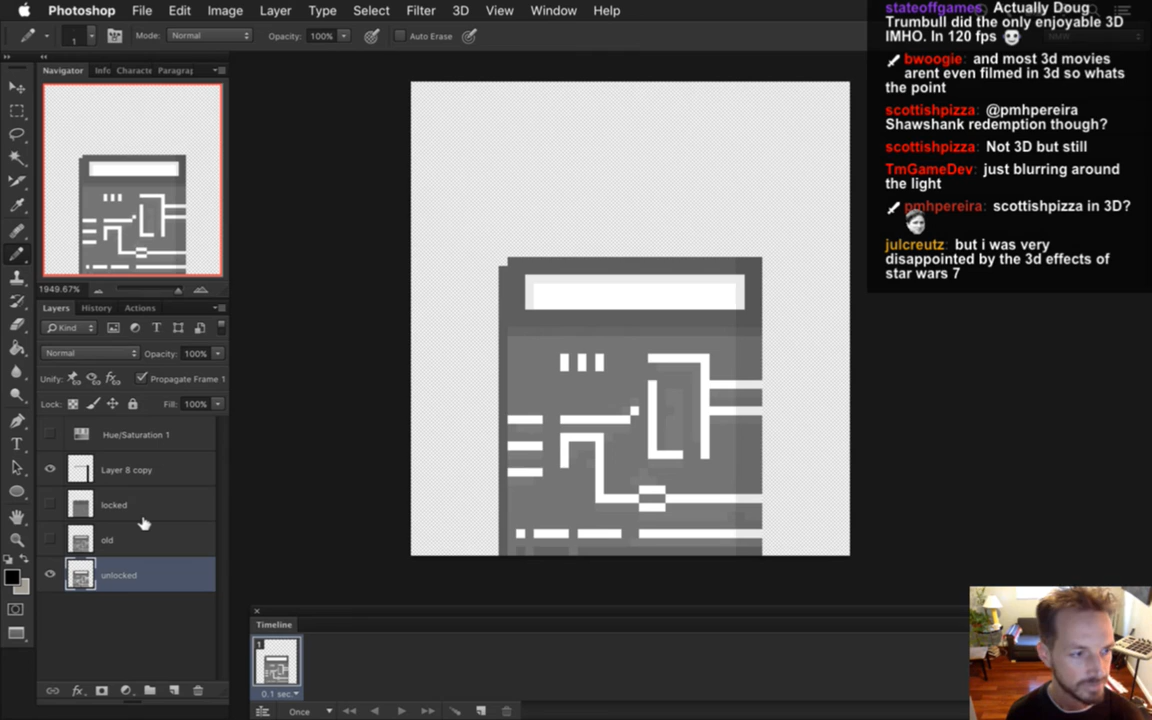 Photoshop File Edit Image Layer Type Select Filter 3D View Window Help
1 Mode: Normal Opacity: 100% Auto Erase
Navigator Info Characte Paragra
1949.67%
Layers History Actions
Kind
Normal Opacity: 100%
Unify: Propagate Frame 1
Lock: Fill: 100%
Hue/Saturation 1
Layer 8 copy
locked
old
unlocked
fx
Timeline
1
0.1 sec.
Once
stateoffgames: Actually Doug
Trumbull did the only enjoyable 3D
IMHO. In 120 fps
bwoogie: and most 3d movies
arent even filmed in 3d so whats
the point
scottishpizza: @pmhpereira
Shawshank redemption though?
scottishpizza: Not 3D but still
TmGameDev: just blurring around
the light
pmhpereira: scottishpizza in 3D?
julcreutz: but i was very
disappointed by the 3d effects of
star wars 7